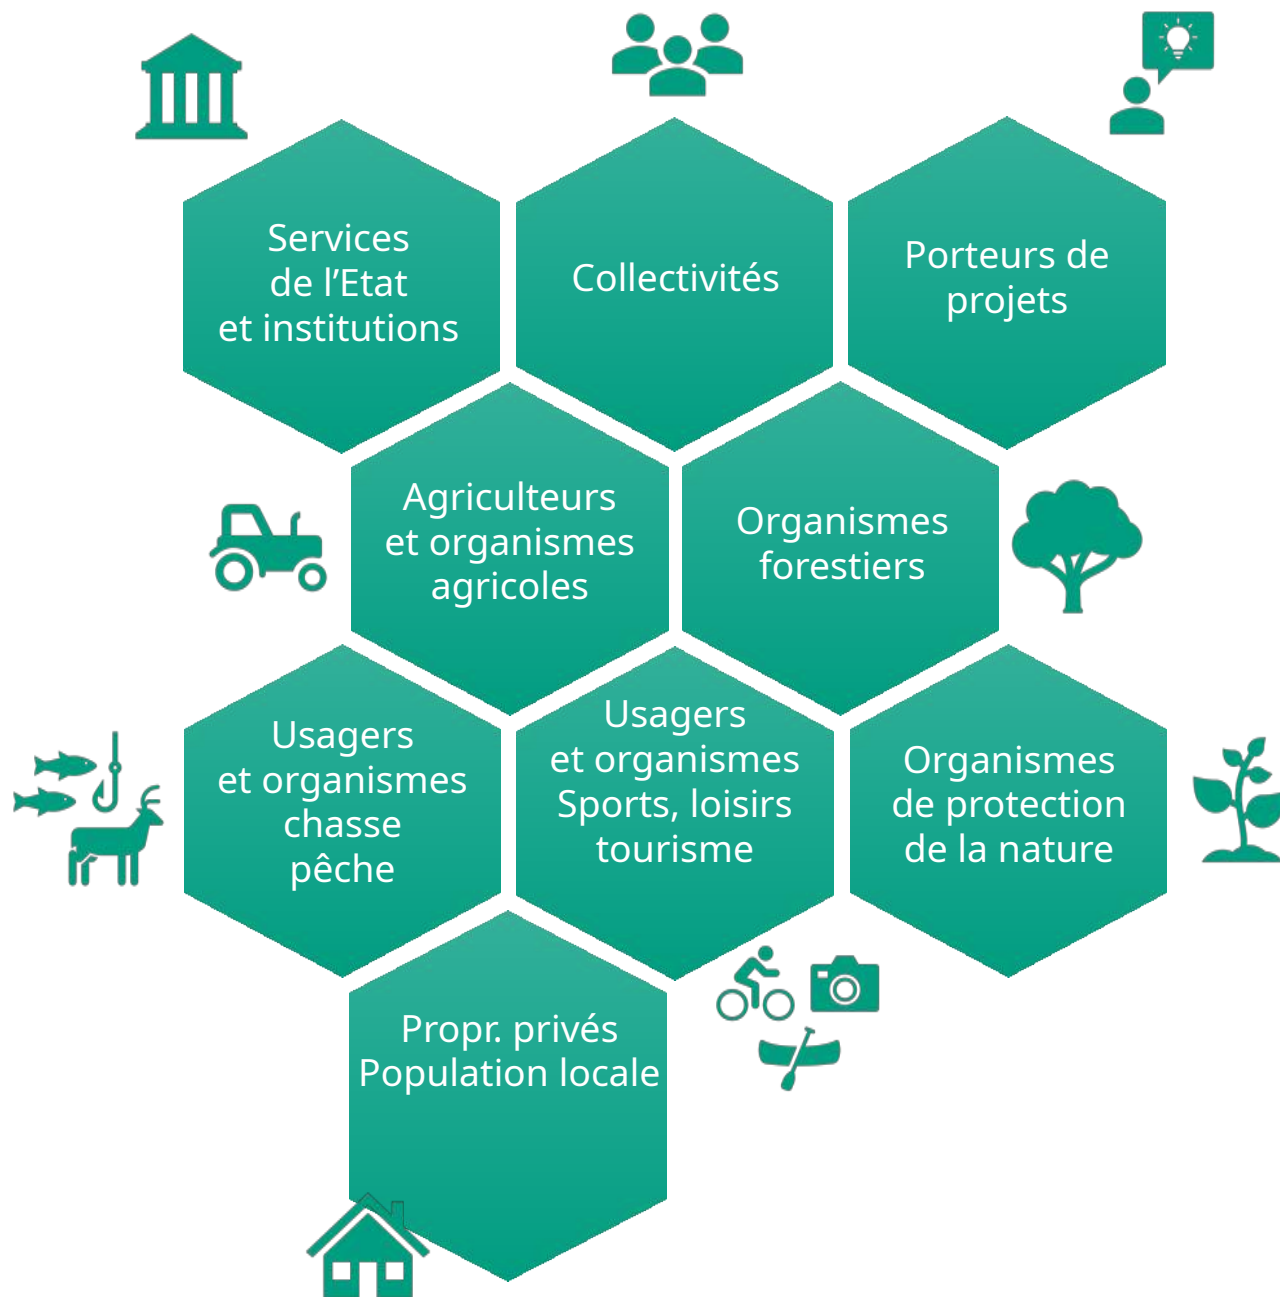 Services
de l’Etat
et institutions
Collectivités
Porteurs de
projets
Agriculteurs
et organismes
agricoles
Organismes
forestiers
Usagers
et organismes
chasse
pêche
Usagers
et organismes
Sports, loisirs
tourisme
Organismes
de protection
de la nature
Propr. privés
Population locale